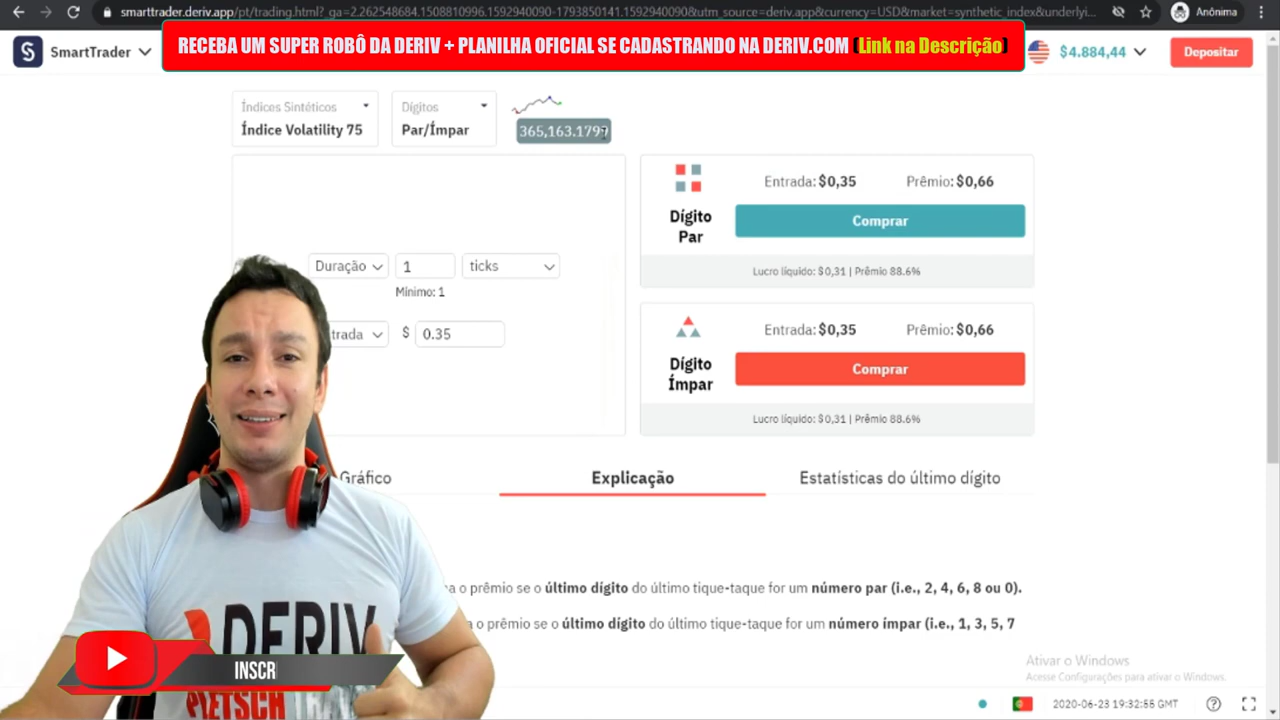 smarttrader.deriv.app/pt/trading.html?_ga=2.262548684.1508810996.1592940090-1793850141.1592940090&utm_source=deriv.app&currency=USD&market=synthetic_index&underlyi...
Anônima
RECEBA UM SUPER ROBÔ DA DERIV + PLANILHA OFICIAL SE CADASTRANDO NA DERIV.COM (Link na Descrição)
SmartTrader
$4.884,44
Depositar
Índices Sintéticos
Índice Volatility 75
Dígitos
Par/Ímpar
365,163.1799
Entrada: $0,35 Prêmio: $0,66
Dígito
Par
Comprar
Lucro líquido: $0,31 | Prêmio 88.6%
Duração 1 ticks
Mínimo: 1
trada $ 0.35
Entrada: $0,35 Prêmio: $0,66
Dígito
Ímpar
Comprar
Lucro líquido: $0,31 | Prêmio 88.6%
Gráfico
Explicação
Estatísticas do último dígito
o prêmio se o último dígito do último tique-taque for um número par (i.e., 2, 4, 6, 8 ou 0).
o prêmio se o último dígito do último tique-taque for um número ímpar (i.e., 1, 3, 5, 7
DERIV
PLETSCH
INSCR
Ativar o Windows
Acesse Configurações para ativar o Windows.
2020-06-23 19:32:55 GMT